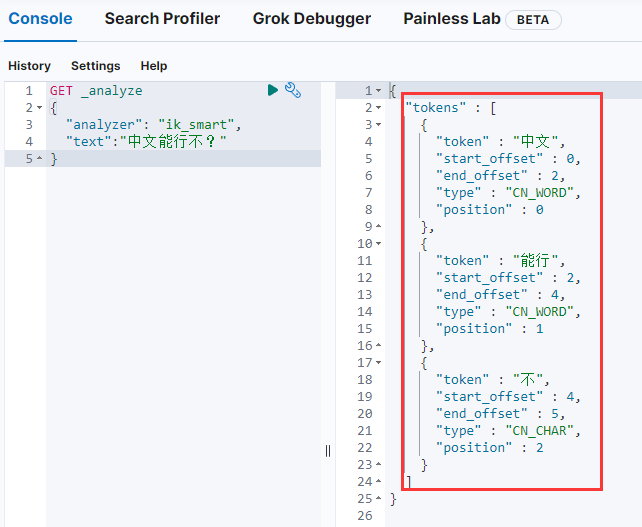 Console Search Profiler Grok Debugger Painless Lab BETA
History Settings Help
1 GET _analyze
2 {
3 "analyzer": "ik_smart",
4 "text":"中文能行不？"
5 }
1 {
2 "tokens" : [
3 {
4 "token" : "中文",
5 "start_offset" : 0,
6 "end_offset" : 2,
7 "type" : "CN_WORD",
8 "position" : 0
9 },
10 {
11 "token" : "能行",
12 "start_offset" : 2,
13 "end_offset" : 4,
14 "type" : "CN_WORD",
15 "position" : 1
16 },
17 {
18 "token" : "不",
19 "start_offset" : 4,
20 "end_offset" : 5,
21 "type" : "CN_CHAR",
22 "position" : 2
23 }
24 ]
25 }
26